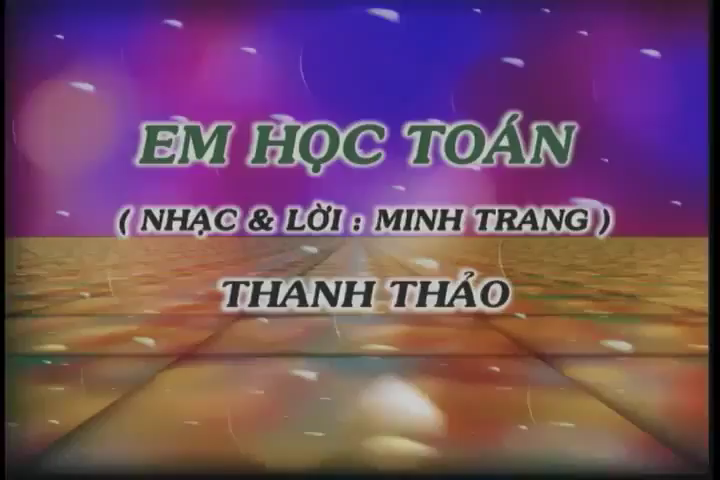 EM HỌC TOÁN
( NHẠC & LỜI : MINH TRANG )
THANH THẢO